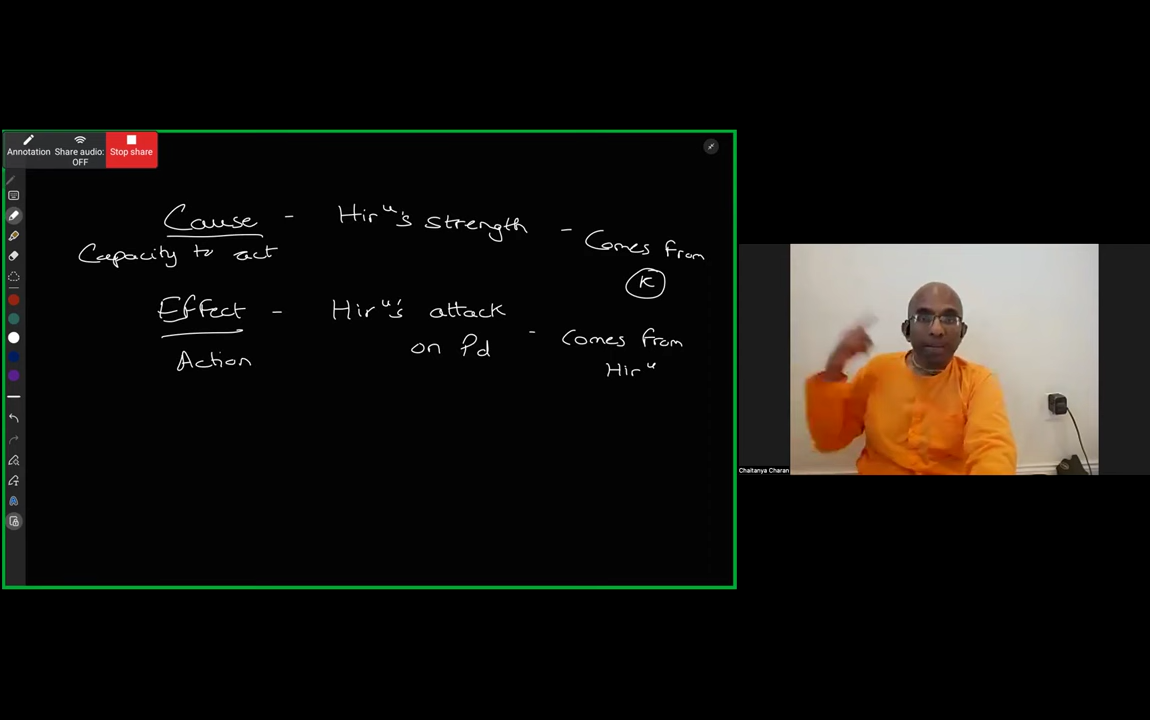 Annotation Share audio: OFF Stop share
Cause - Hir u's strength - Comes from
Capacity to act
K
Effect - Hir u's attack
on Pd - Comes from
Action
Hir u
Chaitanya Charan